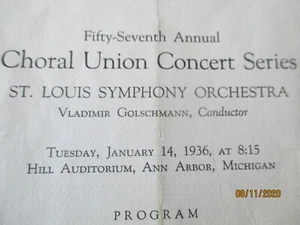 Fifty-Seventh Annual
Choral Union Concert Series
ST. LOUIS SYMPHONY ORCHESTRA
VLADIMIR GOLSCHMANN, Conductor
TUESDAY, JANUARY 14, 1936, AT 8:15
HILL AUDITORIUM, ANN ARBOR, MICHIGAN
08/11/2020
PROGRAM